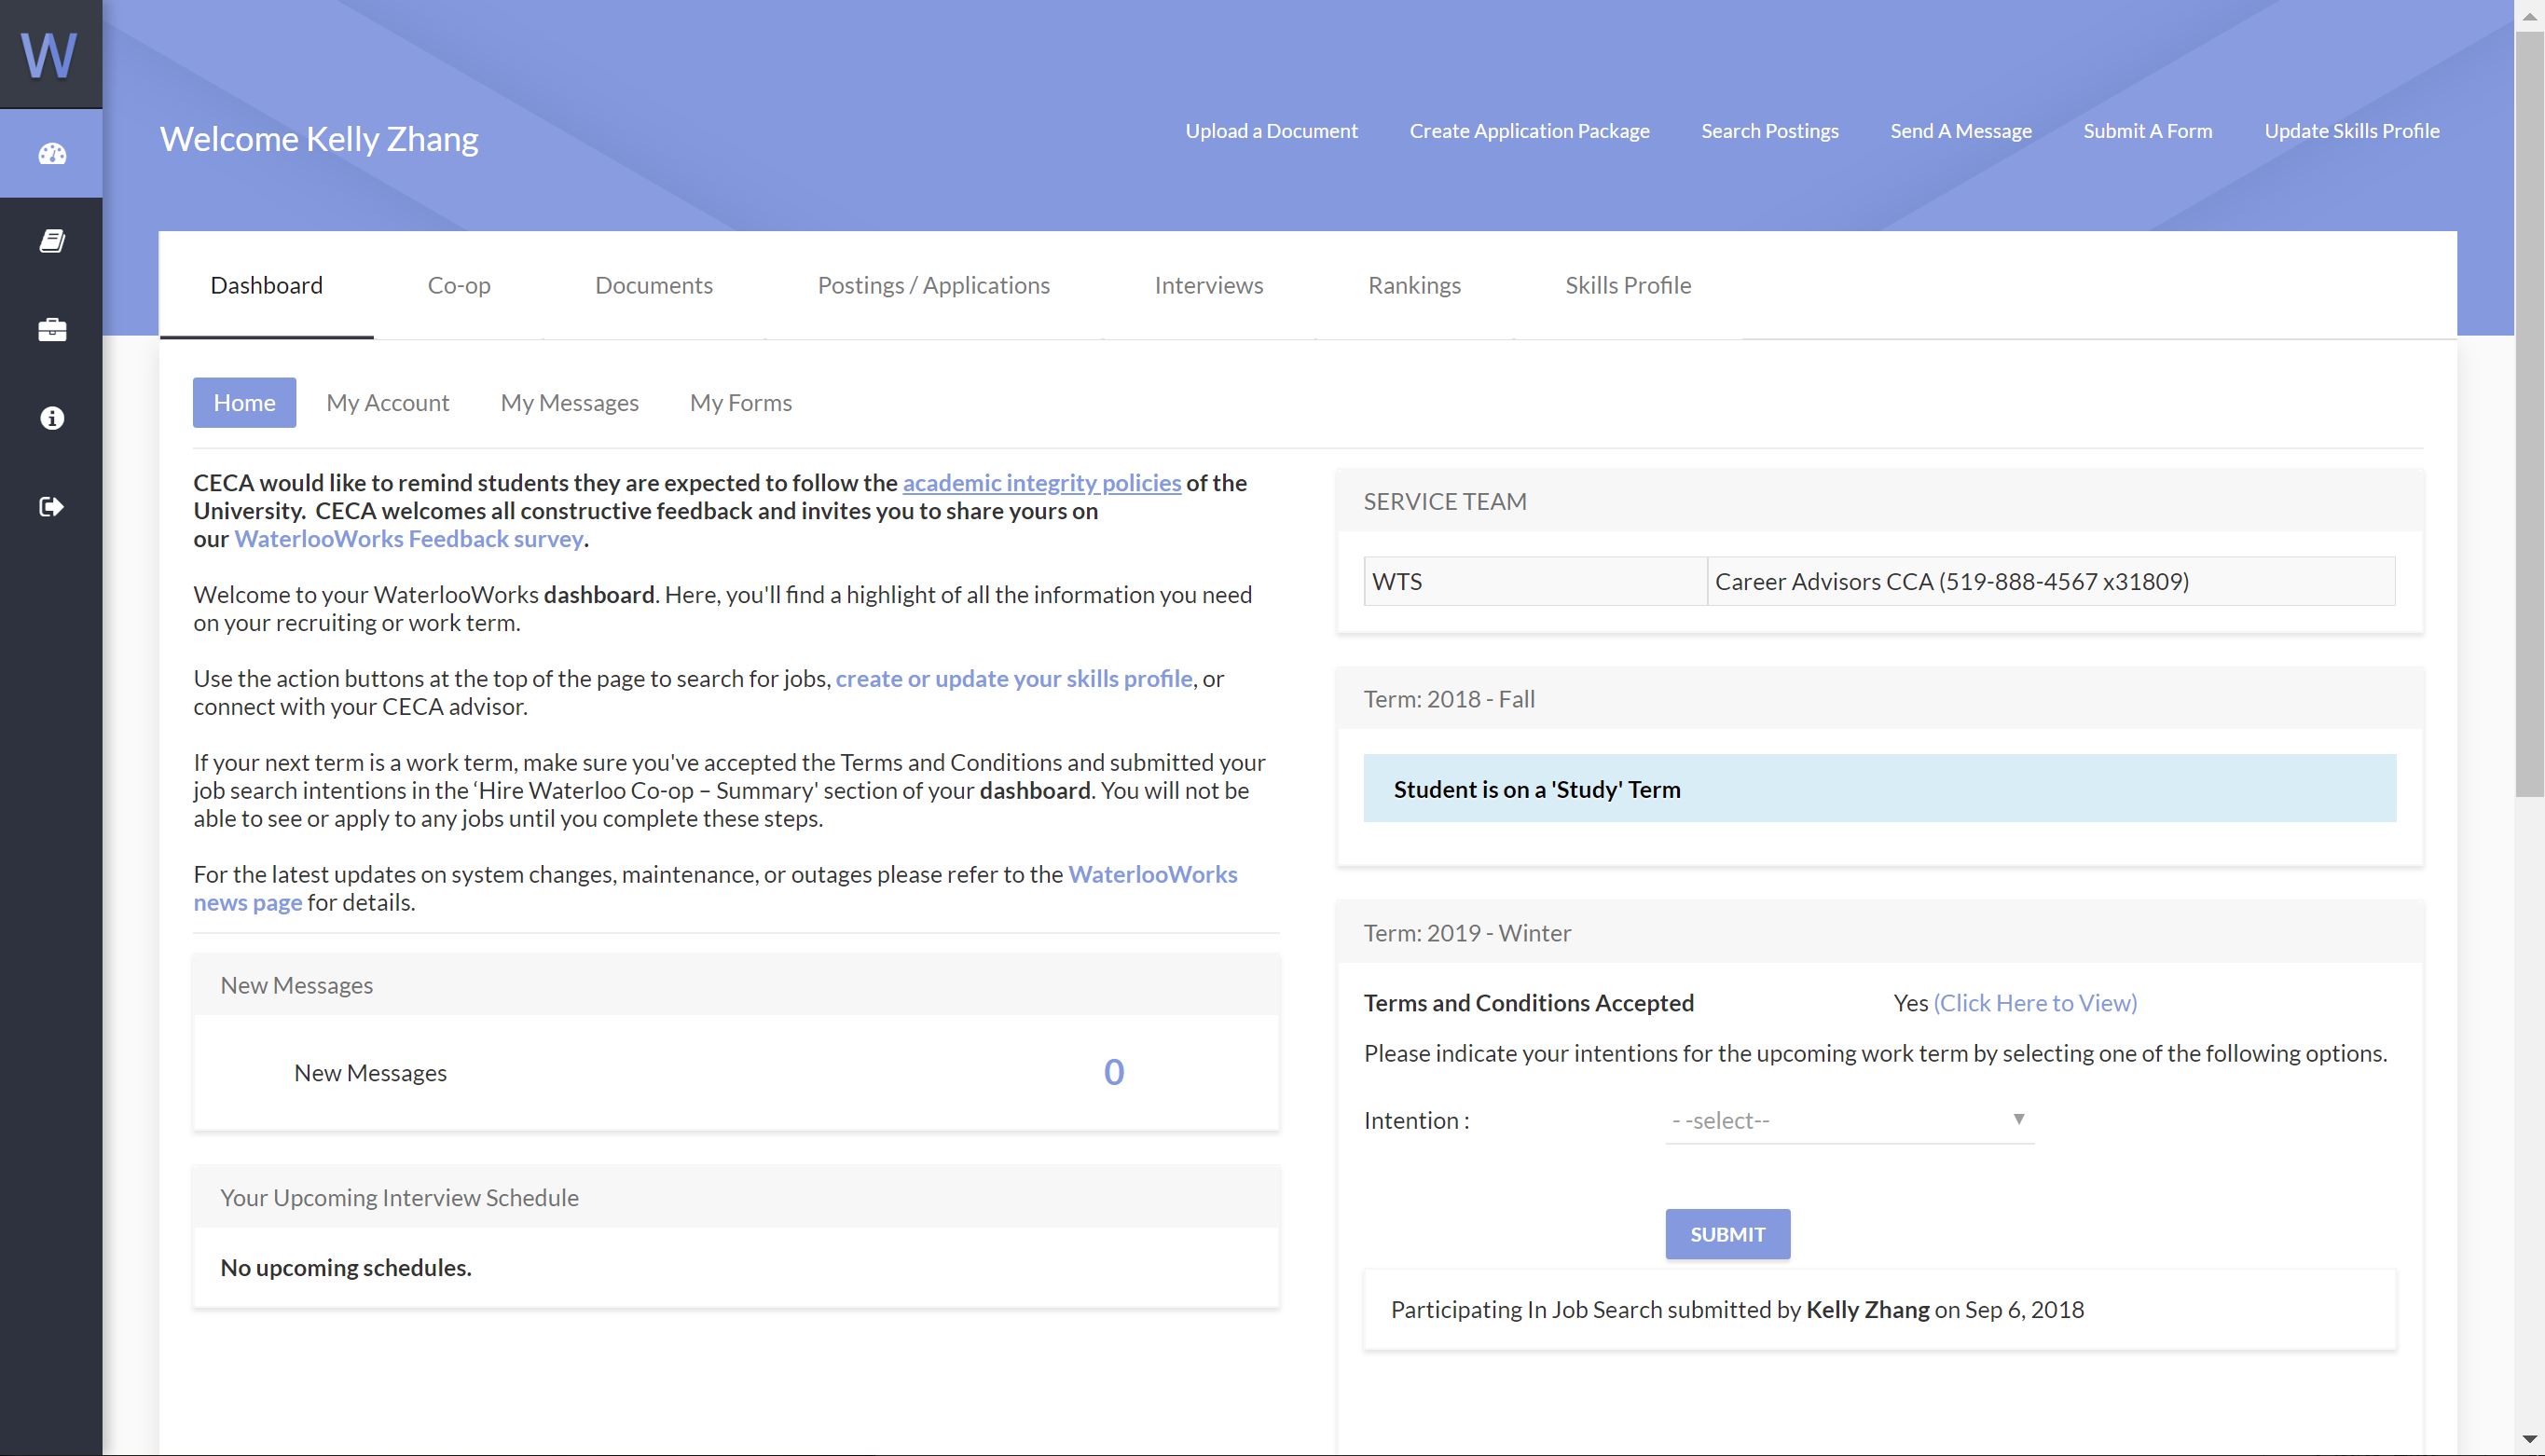 W
Welcome Kelly Zhang
Upload a Document
Create Application Package
Search Postings
Send A Message
Submit A Form
Update Skills Profile
Dashboard
Co-op
Documents
Postings / Applications
Interviews
Rankings
Skills Profile
Home
My Account
My Messages
My Forms
CECA would like to remind students they are expected to follow the academic integrity policies of the
University.  CECA welcomes all constructive feedback and invites you to share yours on
our WaterlooWorks Feedback survey.
Welcome to your WaterlooWorks dashboard. Here, you'll find a highlight of all the information you need
on your recruiting or work term.
Use the action buttons at the top of the page to search for jobs, create or update your skills profile, or
connect with your CECA advisor.
If your next term is a work term, make sure you've accepted the Terms and Conditions and submitted your
job search intentions in the ‘Hire Waterloo Co-op – Summary' section of your dashboard. You will not be
able to see or apply to any jobs until you complete these steps.
For the latest updates on system changes, maintenance, or outages please refer to the WaterlooWorks
news page for details.
New Messages
New Messages 0
Your Upcoming Interview Schedule
No upcoming schedules.
SERVICE TEAM
WTS Career Advisors CCA (519-888-4567 x31809)
Term: 2018 - Fall
Student is on a 'Study' Term
Term: 2019 - Winter
Terms and Conditions Accepted Yes (Click Here to View)
Please indicate your intentions for the upcoming work term by selecting one of the following options.
Intention : - -select--
SUBMIT
Participating In Job Search submitted by Kelly Zhang on Sep 6, 2018